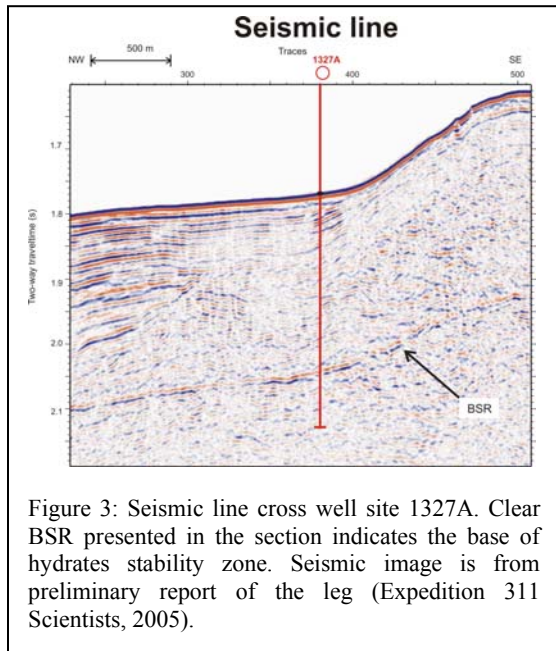 Seismic line
Traces
NW
500 m
1327A
SE
300
400
500
Two-way traveltime (s)
1.7
1.8
1.9
2.0
2.1
BSR
Figure 3: Seismic line cross well site 1327A. Clear
BSR presented in the section indicates the base of
hydrates stability zone. Seismic image is from
preliminary report of the leg (Expedition 311
Scientists, 2005).